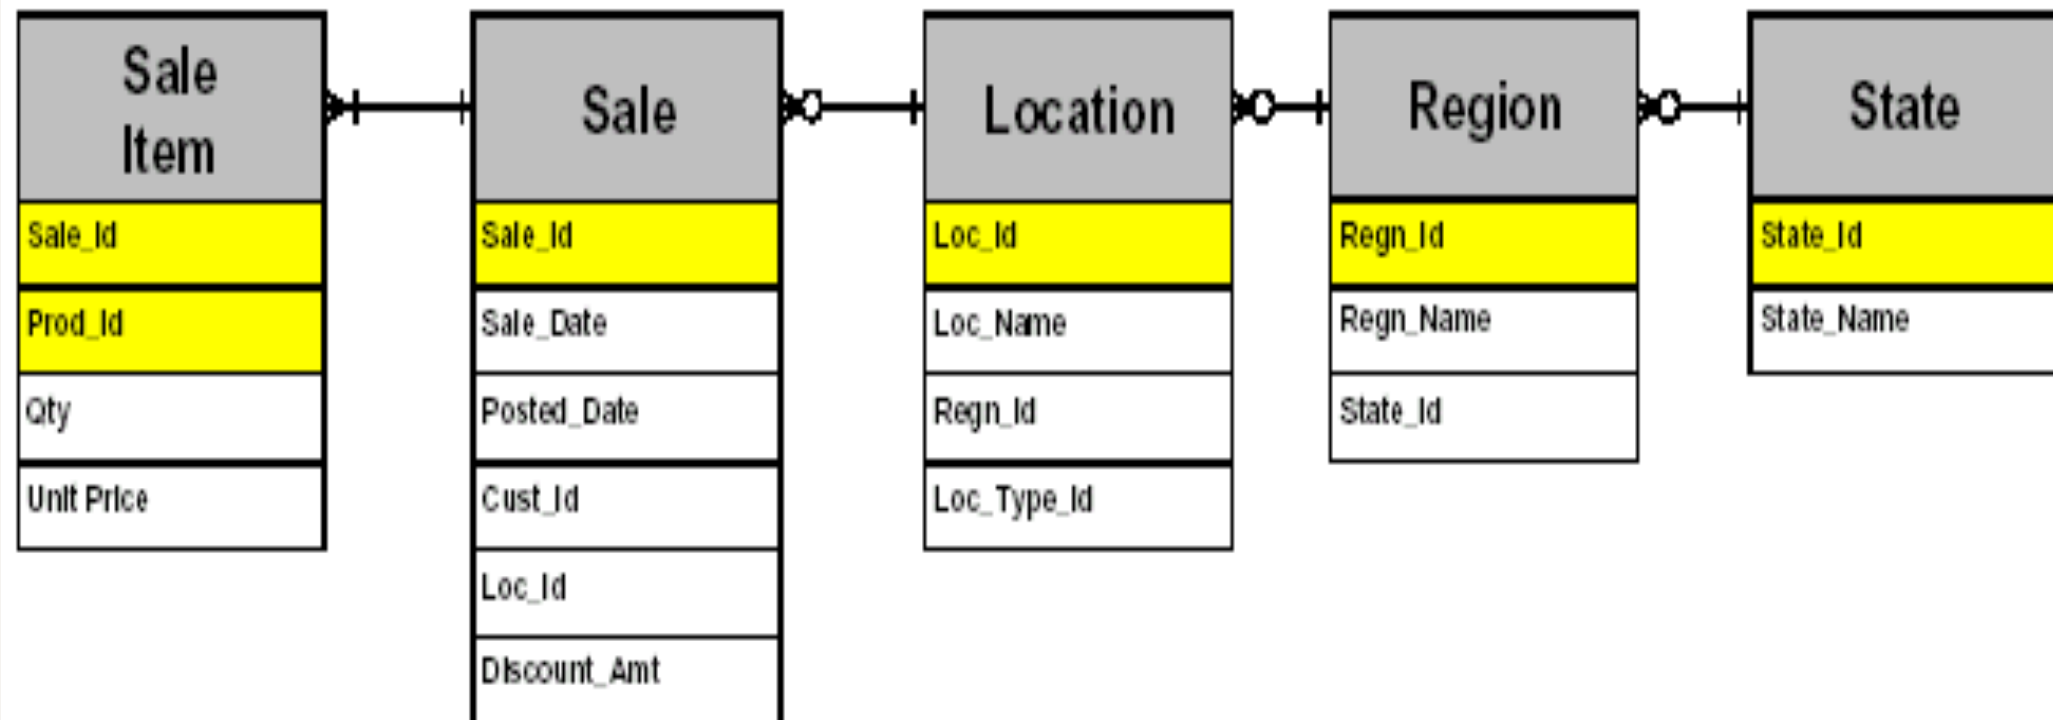 Sale
Item
Sale_Id
Prod_Id
Qty
Unit Price
Sale
Sale_Id
Sale_Date
Posted_Date
Cust_Id
Loc_Id
Discount_Amt
Location
Loc_Id
Loc_Name
Regn_Id
Loc_Type_Id
Region
Regn_Id
Regn_Name
State_Id
State
State_Id
State_Name